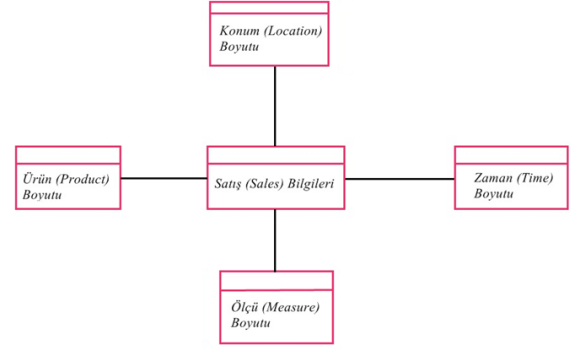 Konum (Location)
Boyutu
Ürün (Product)
Boyutu
Satış (Sales) Bilgileri
Zaman (Time)
Boyutu
Ölçü (Measure)
Boyutu